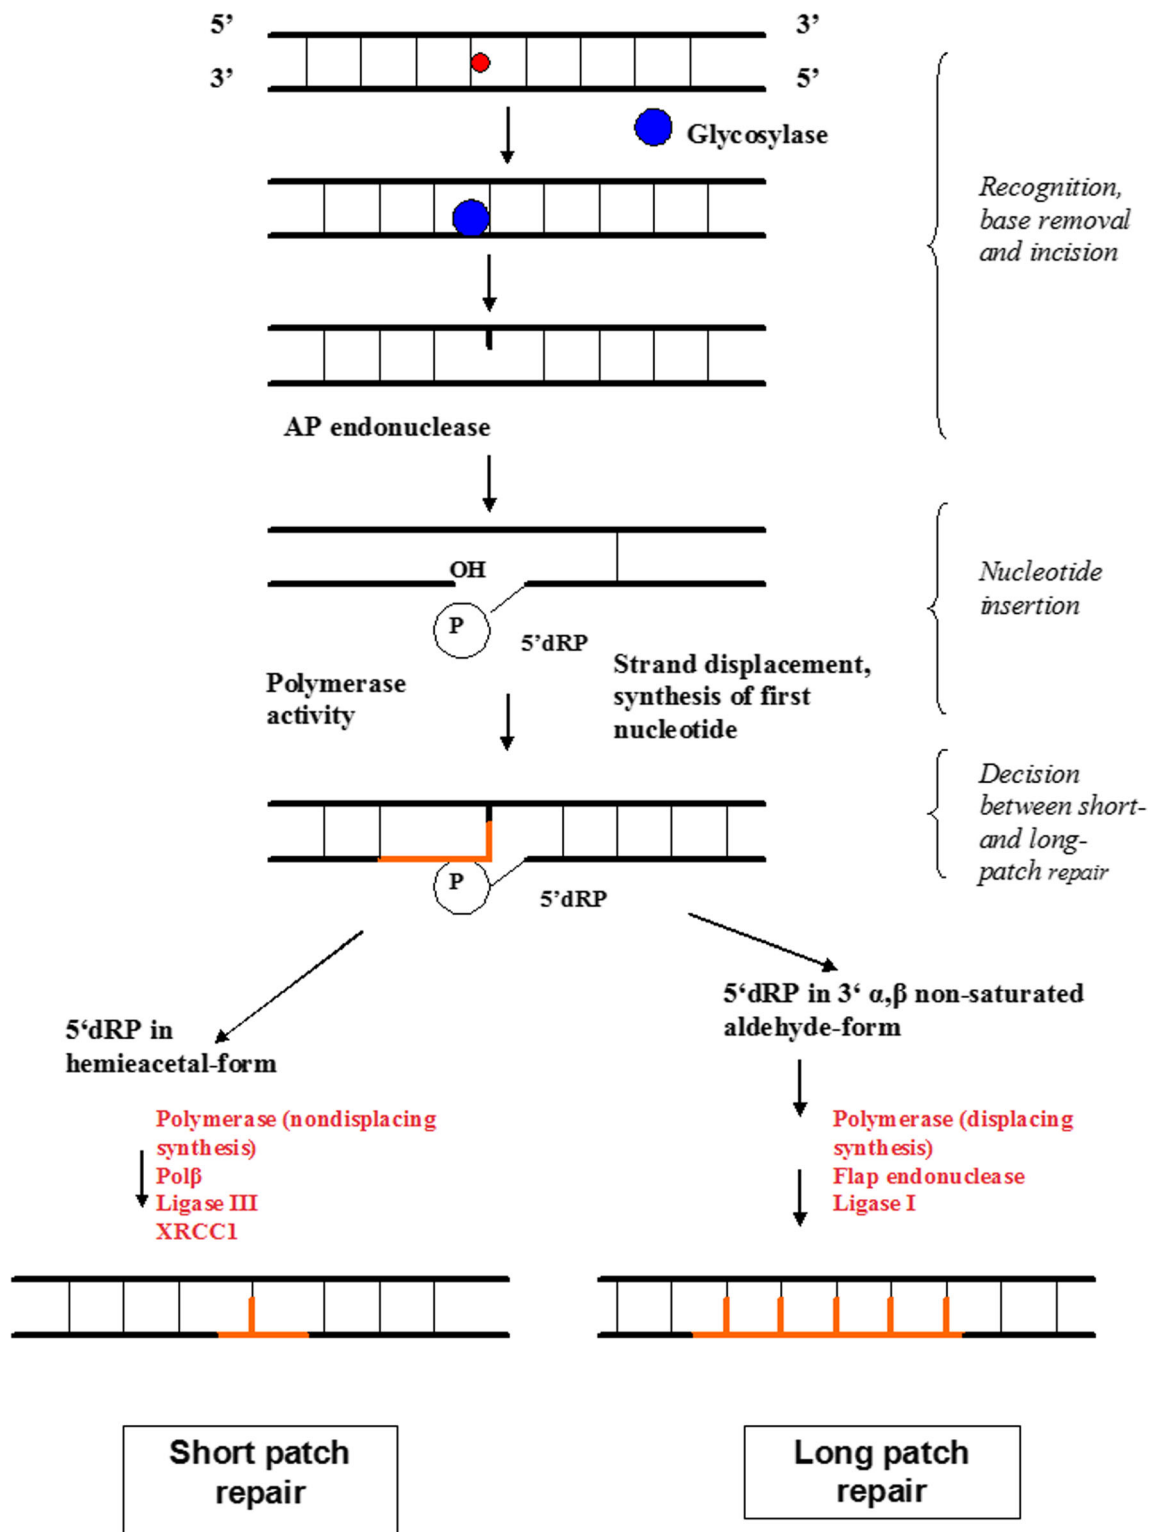 5’
3’
3’
5’
Glycosylase
Recognition,
base removal
and incision
AP endonuclease
OH
P
5’dRP
Nucleotide
insertion
Polymerase
activity
Strand displacement,
synthesis of first
nucleotide
Decision
between short-
and long-
patch repair
P
5’dRP
5‘dRP in
hemieacetal-form
5‘dRP in 3‘ α,β non-saturated
aldehyde-form
Polymerase (nondisplacing
synthesis)
Polβ
Ligase III
XRCC1
Polymerase (displacing
synthesis)
Flap endonuclease
Ligase I
Short patch
repair
Long patch
repair